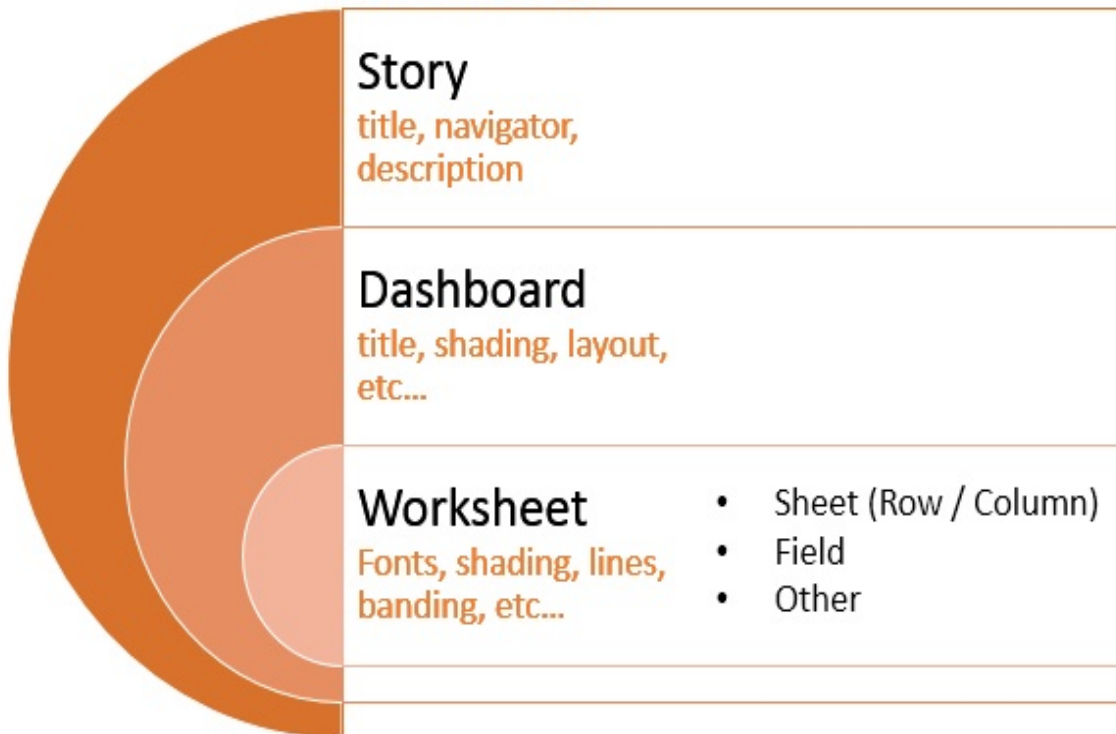 Story
title, navigator,
description
Dashboard
title, shading, layout,
etc...
Worksheet
Fonts, shading, lines,
banding, etc...
• Sheet (Row / Column)
• Field
• Other